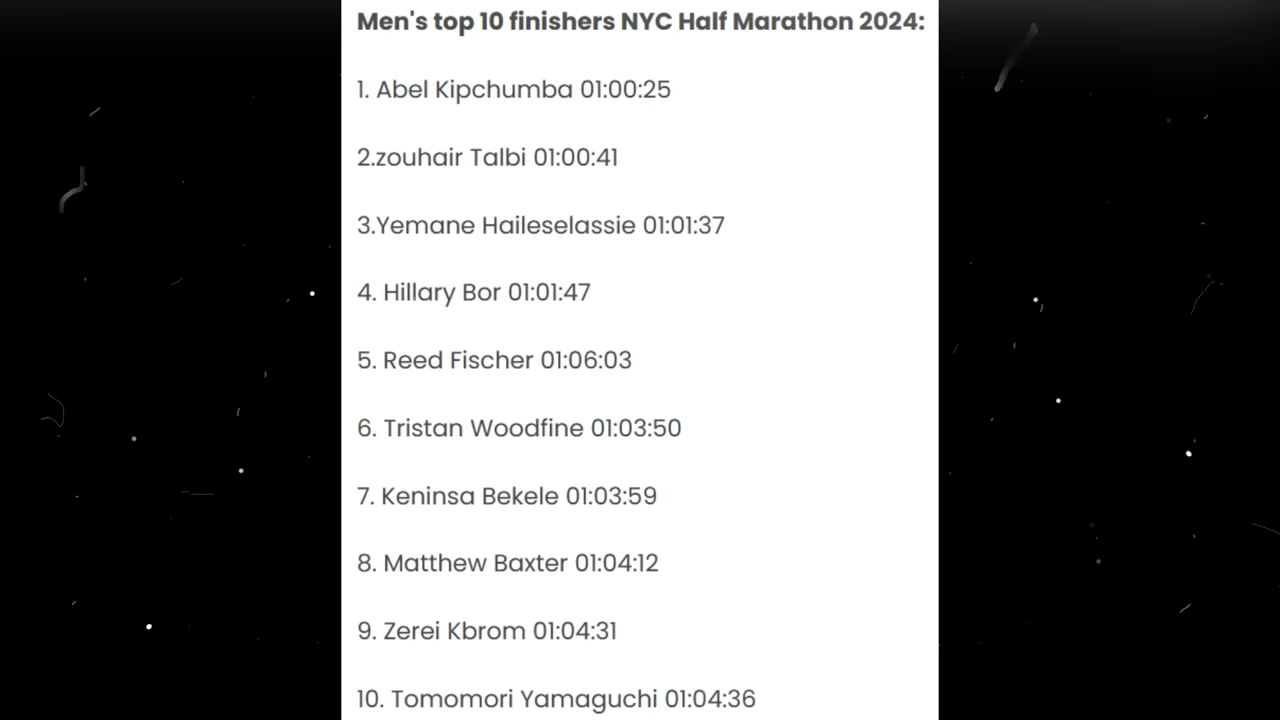 Men's top 10 finishers NYC Half Marathon 2024:
1. Abel Kipchumba 01:00:25
2.zouhair Talbi 01:00:41
3.Yemane Haileselassie 01:01:37
4. Hillary Bor 01:01:47
5. Reed Fischer 01:06:03
6. Tristan Woodfine 01:03:50
7. Keninsa Bekele 01:03:59
8. Matthew Baxter 01:04:12
9. Zerei Kbrom 01:04:31
10. Tomomori Yamaguchi 01:04:36